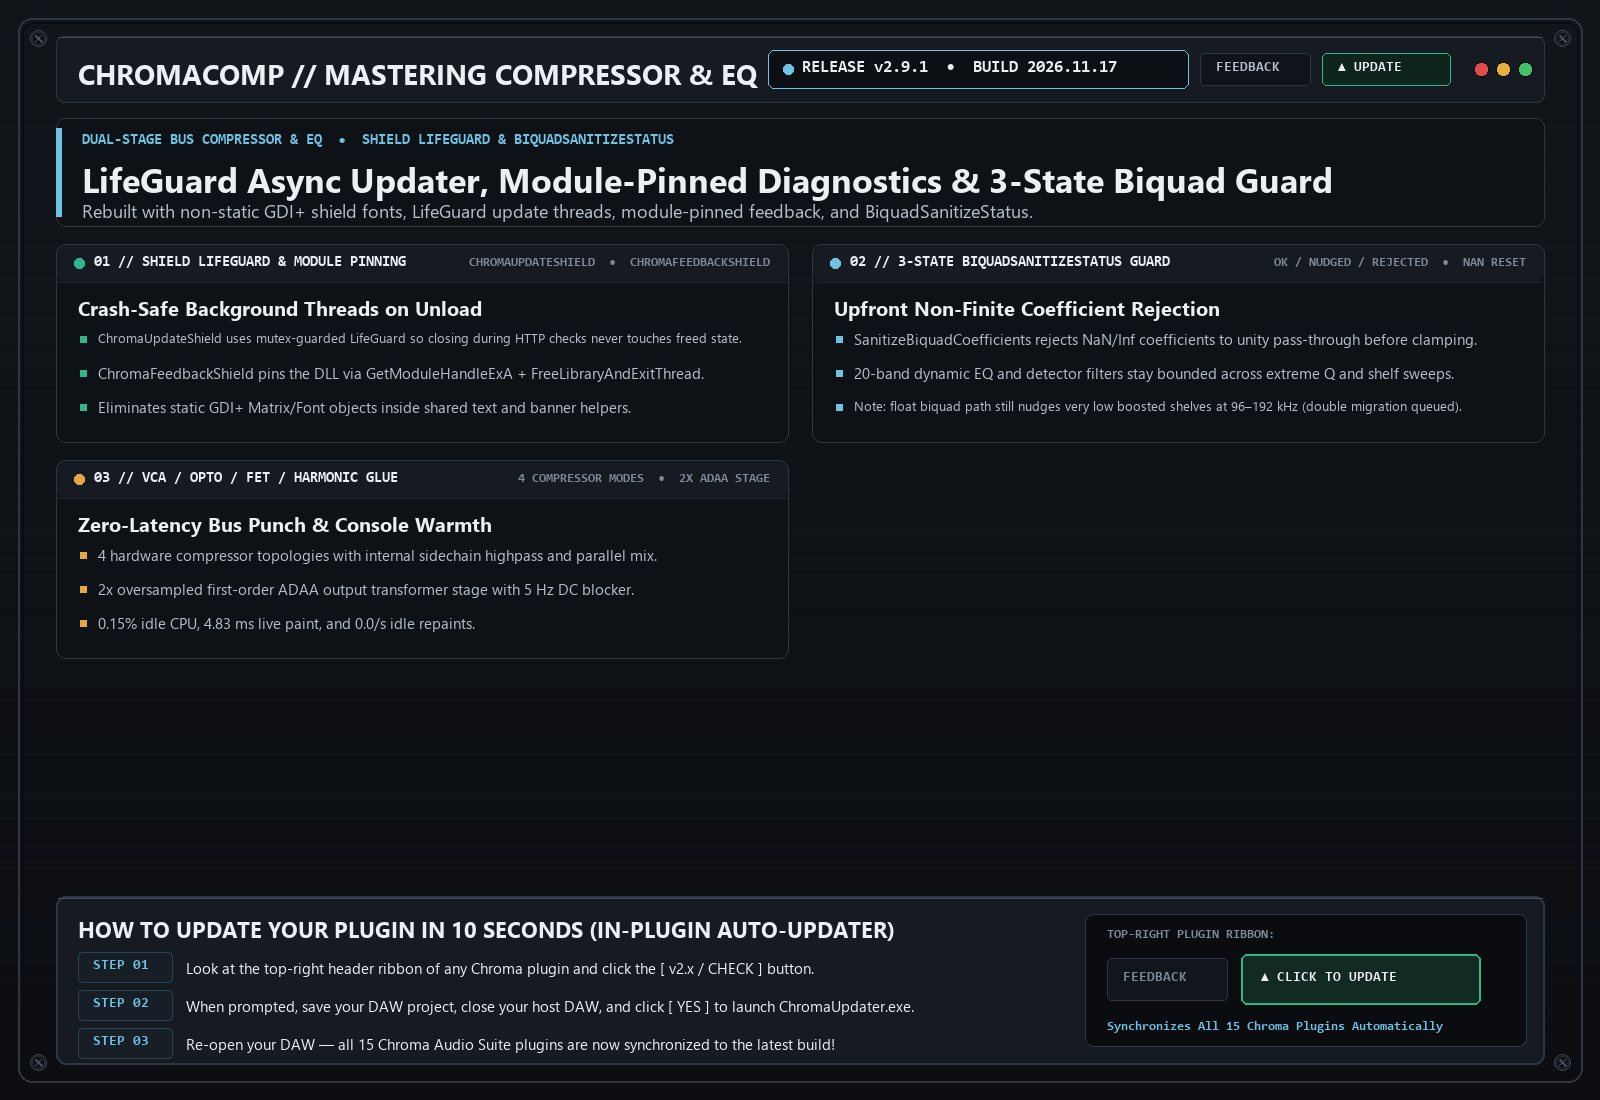 CHROMACOMP // MASTERING COMPRESSOR & EQ
RELEASE v2.9.1 • BUILD 2026.11.17
FEEDBACK
▲ UPDATE
DUAL-STAGE BUS COMPRESSOR & EQ • SHIELD LIFEGUARD & BIQUADSANITIZESTATUS
LifeGuard Async Updater, Module-Pinned Diagnostics & 3-State Biquad Guard
Rebuilt with non-static GDI+ shield fonts, LifeGuard update threads, module-pinned feedback, and BiquadSanitizeStatus.
01 // SHIELD LIFEGUARD & MODULE PINNING
CHROMAUPDATESHIELD • CHROMAFEEDBACKSHIELD
Crash-Safe Background Threads on Unload
ChromaUpdateShield uses mutex-guarded LifeGuard so closing during HTTP checks never touches freed state.
ChromaFeedbackShield pins the DLL via GetModuleHandleExA + FreeLibraryAndExitThread.
Eliminates static GDI+ Matrix/Font objects inside shared text and banner helpers.
02 // 3-STATE BIQUADSANITIZESTATUS GUARD
OK / NUDGED / REJECTED • NAN RESET
Upfront Non-Finite Coefficient Rejection
SanitizeBiquadCoefficients rejects NaN/Inf coefficients to unity pass-through before clamping.
20-band dynamic EQ and detector filters stay bounded across extreme Q and shelf sweeps.
Note: float biquad path still nudges very low boosted shelves at 96–192 kHz (double migration queued).
03 // VCA / OPTO / FET / HARMONIC GLUE
4 COMPRESSOR MODES • 2X ADAA STAGE
Zero-Latency Bus Punch & Console Warmth
4 hardware compressor topologies with internal sidechain highpass and parallel mix.
2x oversampled first-order ADAA output transformer stage with 5 Hz DC blocker.
0.15% idle CPU, 4.83 ms live paint, and 0.0/s idle repaints.
HOW TO UPDATE YOUR PLUGIN IN 10 SECONDS (IN-PLUGIN AUTO-UPDATER)
STEP 01
Look at the top-right header ribbon of any Chroma plugin and click the [ v2.x / CHECK ] button.
STEP 02
When prompted, save your DAW project, close your host DAW, and click [ YES ] to launch ChromaUpdater.exe.
STEP 03
Re-open your DAW — all 15 Chroma Audio Suite plugins are now synchronized to the latest build!
TOP-RIGHT PLUGIN RIBBON:
FEEDBACK
▲ CLICK TO UPDATE
Synchronizes All 15 Chroma Plugins Automatically